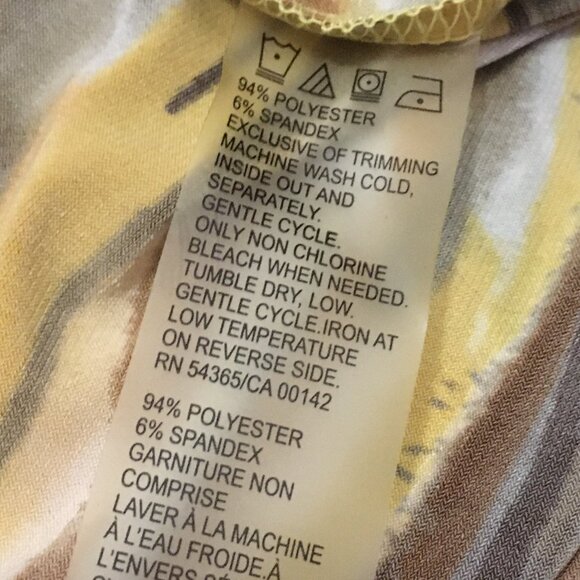 94% POLYESTER
6% SPANDEX
EXCLUSIVE OF TRIMMING
MACHINE WASH COLD,
INSIDE OUT AND
SEPARATELY.
GENTLE CYCLE.
ONLY NON CHLORINE
BLEACH WHEN NEEDED.
TUMBLE DRY, LOW.
GENTLE CYCLE.IRON AT
LOW TEMPERATURE
ON REVERSE SIDE.
RN 54365/CA 00142
94% POLYESTER
6% SPANDEX
GARNITURE NON
COMPRISE
LAVER À LA MACHINE
À L'EAU FROIDE.À
L'ENVERS